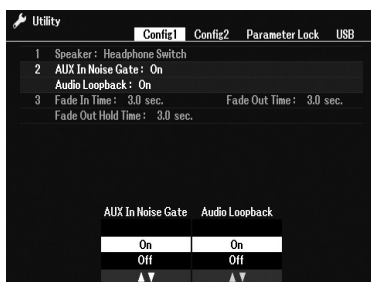 Utility
Config1 Config2 Parameter Lock USB
1 Speaker: Headphone Switch
2 AUX In Noise Gate: On
Audio Loopback: On
3 Fade In Time: 3.0 sec. Fade Out Time: 3.0 sec.
Fade Out Hold Time: 3.0 sec.
AUX In Noise Gate Audio Loopback
On On
Off Off